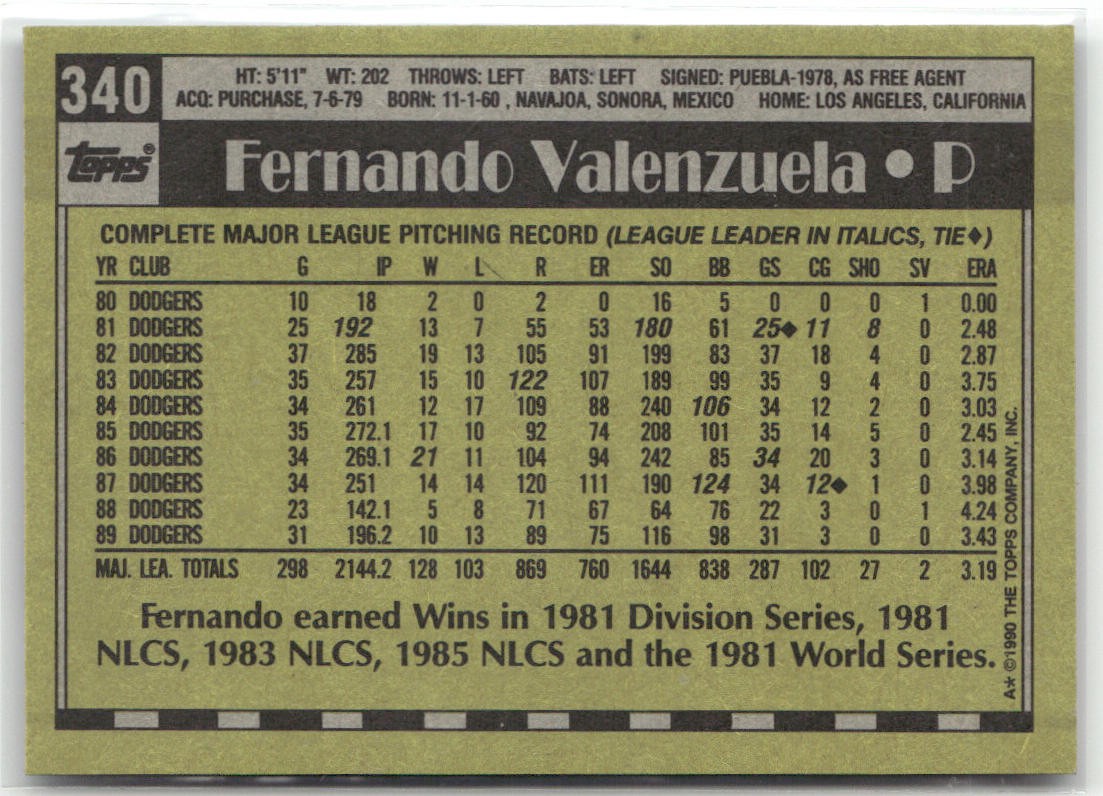 340
HT: 5'11" WT: 202 THROWS: LEFT BATS: LEFT SIGNED: PUEBLA-1978, AS FREE AGENT
ACQ: PURCHASE, 7-6-79 BORN: 11-1-60 , NAVAJOA, SONORA, MEXICO HOME: LOS ANGELES, CALIFORNIA
topps®
Fernando Valenzuela • P
COMPLETE MAJOR LEAGUE PITCHING RECORD (LEAGUE LEADER IN ITALICS, TIE♦)
YR CLUB G IP W L R ER SO BB GS CG SHO SV ERA
80 DODGERS 10 18 2 0 2 0 16 5 0 0 0 1 0.00
81 DODGERS 25 192 13 7 55 53 180 61 25♦ 11 8 0 2.48
82 DODGERS 37 285 19 13 105 91 199 83 37 18 4 0 2.87
83 DODGERS 35 257 15 10 122 107 189 99 35 9 4 0 3.75
84 DODGERS 34 261 12 17 109 88 240 106 34 12 2 0 3.03
85 DODGERS 35 272.1 17 10 92 74 208 101 35 14 5 0 2.45
86 DODGERS 34 269.1 21 11 104 94 242 85 34 20 3 0 3.14
87 DODGERS 34 251 14 14 120 111 190 124 34 12♦ 1 0 3.98
88 DODGERS 23 142.1 5 8 71 67 64 76 22 3 0 1 4.24
89 DODGERS 31 196.2 10 13 89 75 116 98 31 3 0 0 3.43
MAJ. LEA. TOTALS 298 2144.2 128 103 869 760 1644 838 287 102 27 2 3.19
Fernando earned Wins in 1981 Division Series, 1981
NLCS, 1983 NLCS, 1985 NLCS and the 1981 World Series.
A* ©1990 THE TOPPS COMPANY, INC.